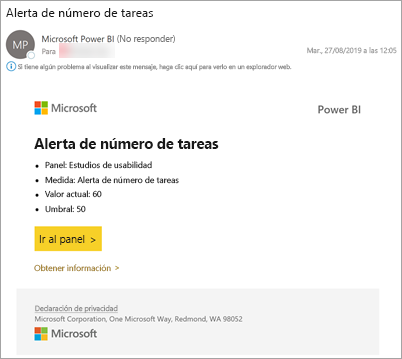 Alerta de número de tareas
MP
Microsoft Power BI (No responder)
Para
Mar., 27/08/2019 a las 12:05
Si tiene algún problema al visualizar este mensaje, haga clic aquí para verlo en un explorador web.
Microsoft
Power BI
Alerta de número de tareas
• Panel: Estudios de usabilidad
• Medida: Alerta de número de tareas
• Valor actual: 60
• Umbral: 50
Ir al panel >
Obtener información >
Declaración de privacidad
Microsoft Corporation, One Microsoft Way, Redmond, WA 98052
Microsoft